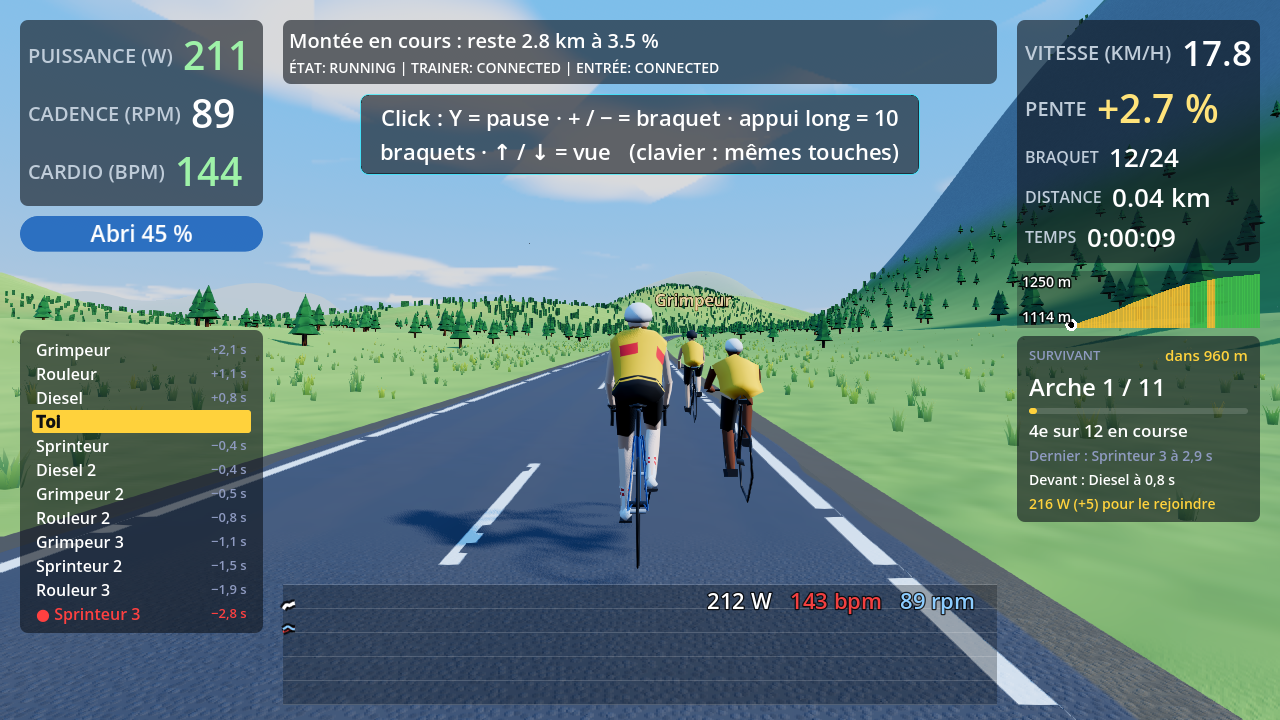 PUISSANCE (W) 211
CADENCE (RPM) 89
CARDIO (BPM) 144
Abri 45 %
Montée en cours : reste 2.8 km à 3.5 %
ÉTAT: RUNNING | TRAINER: CONNECTED | ENTRÉE: CONNECTED
Click : Y = pause · + / − = braquet · appui long = 10
braquets · ↑ / ↓ = vue (clavier : mêmes touches)
VITESSE (KM/H) 17.8
PENTE +2.7 %
BRAQUET 12/24
DISTANCE 0.04 km
TEMPS 0:00:09
1250 m
1114 m
SURVIVANT dans 960 m
Arche 1 / 11
4e sur 12 en course
Dernier : Sprinteur 3 à 2,9 s
Devant : Diesel à 0,8 s
216 W (+5) pour le rejoindre
Grimpeur
Grimpeur +2,1 s
Rouleur +1,1 s
Diesel +0,8 s
Toi
Sprinteur −0,4 s
Diesel 2 −0,4 s
Grimpeur 2 −0,5 s
Rouleur 2 −0,8 s
Grimpeur 3 −1,1 s
Sprinteur 2 −1,5 s
Rouleur 3 −1,9 s
Sprinteur 3 −2,8 s
212 W 143 bpm 89 rpm